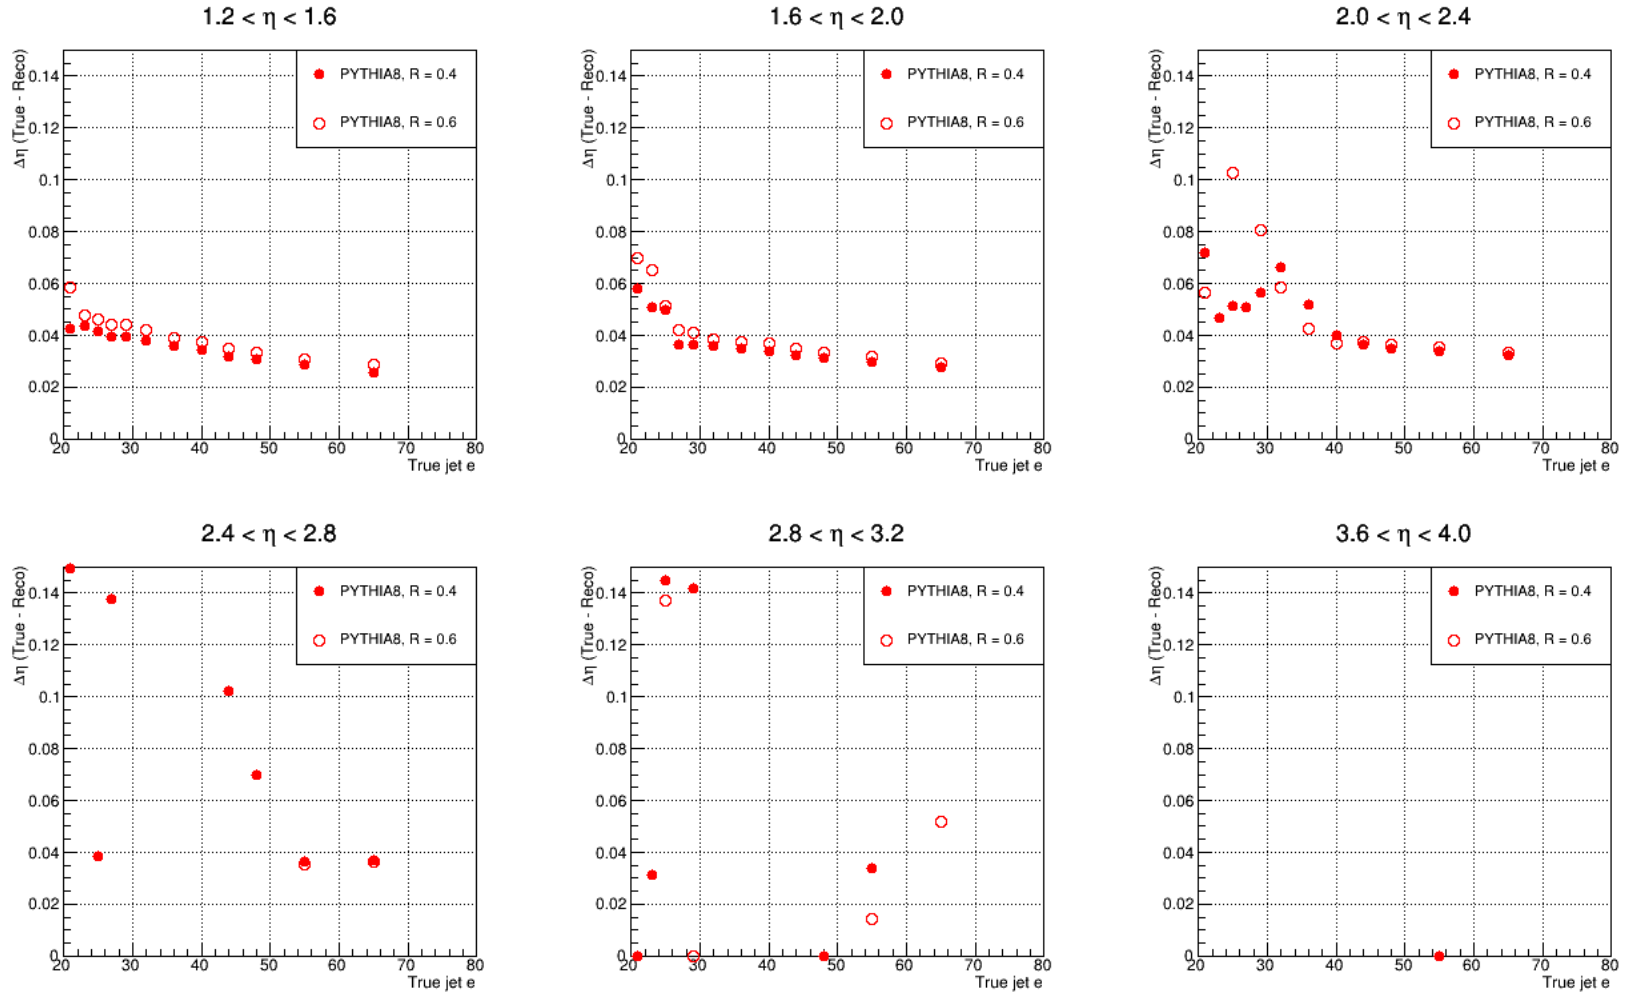 1.2 < η < 1.6
Δη (True - Reco)
0.14
0.12
0.1
0.08
0.06
0.04
0.02
0
PYTHIA8, R = 0.4
PYTHIA8, R = 0.6
20 30 40 50 60 70 80
True jet e
1.6 < η < 2.0
Δη (True - Reco)
0.14
0.12
0.1
0.08
0.06
0.04
0.02
0
PYTHIA8, R = 0.4
PYTHIA8, R = 0.6
20 30 40 50 60 70 80
True jet e
2.0 < η < 2.4
Δη (True - Reco)
0.14
0.12
0.1
0.08
0.06
0.04
0.02
0
PYTHIA8, R = 0.4
PYTHIA8, R = 0.6
20 30 40 50 60 70 80
True jet e
2.4 < η < 2.8
Δη (True - Reco)
0.14
0.12
0.1
0.08
0.06
0.04
0.02
0
PYTHIA8, R = 0.4
PYTHIA8, R = 0.6
20 30 40 50 60 70 80
True jet e
2.8 < η < 3.2
Δη (True - Reco)
0.14
0.12
0.1
0.08
0.06
0.04
0.02
0
PYTHIA8, R = 0.4
PYTHIA8, R = 0.6
20 30 40 50 60 70 80
True jet e
3.6 < η < 4.0
Δη (True - Reco)
0.14
0.12
0.1
0.08
0.06
0.04
0.02
0
PYTHIA8, R = 0.4
PYTHIA8, R = 0.6
20 30 40 50 60 70 80
True jet e